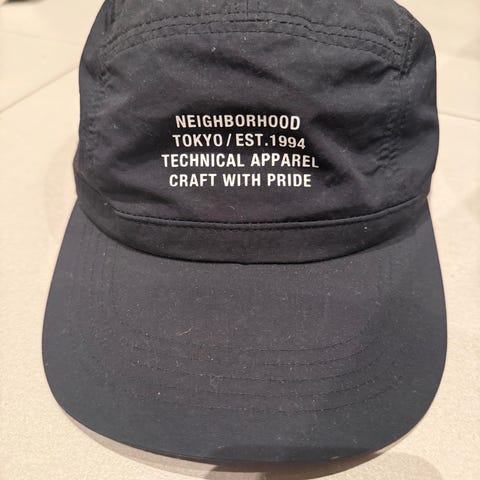 NEIGHBORHOOD
TOKYO/EST.1994
TECHNICAL APPAREL
CRAFT WITH PRIDE